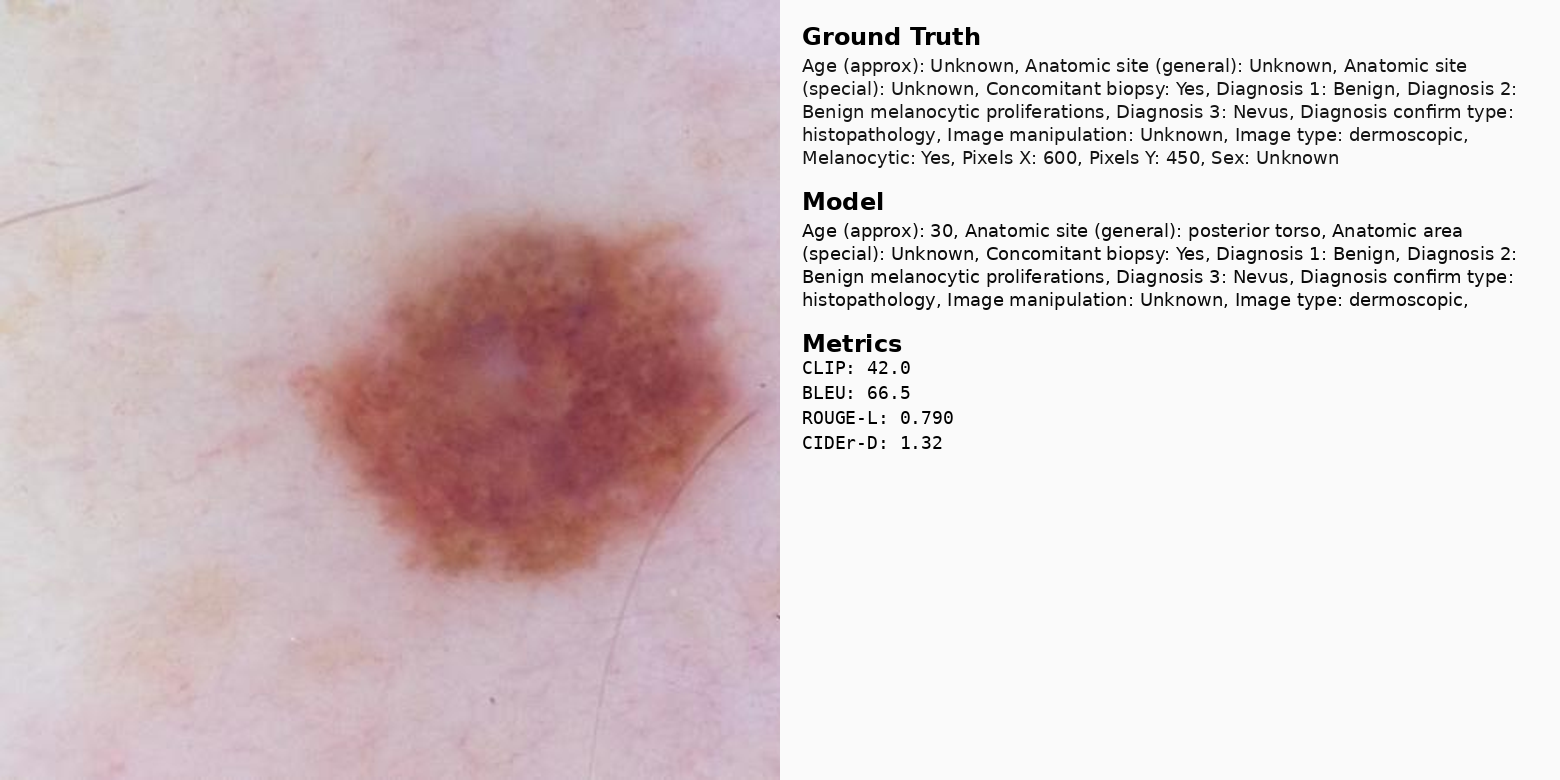 Ground Truth
Age (approx): Unknown, Anatomic site (general): Unknown, Anatomic site
(special): Unknown, Concomitant biopsy: Yes, Diagnosis 1: Benign, Diagnosis 2:
Benign melanocytic proliferations, Diagnosis 3: Nevus, Diagnosis confirm type:
histopathology, Image manipulation: Unknown, Image type: dermoscopic,
Melanocytic: Yes, Pixels X: 600, Pixels Y: 450, Sex: Unknown
Model
Age (approx): 30, Anatomic site (general): posterior torso, Anatomic area
(special): Unknown, Concomitant biopsy: Yes, Diagnosis 1: Benign, Diagnosis 2:
Benign melanocytic proliferations, Diagnosis 3: Nevus, Diagnosis confirm type:
histopathology, Image manipulation: Unknown, Image type: dermoscopic,
Metrics
CLIP: 42.0
BLEU: 66.5
ROUGE-L: 0.790
CIDEr-D: 1.32